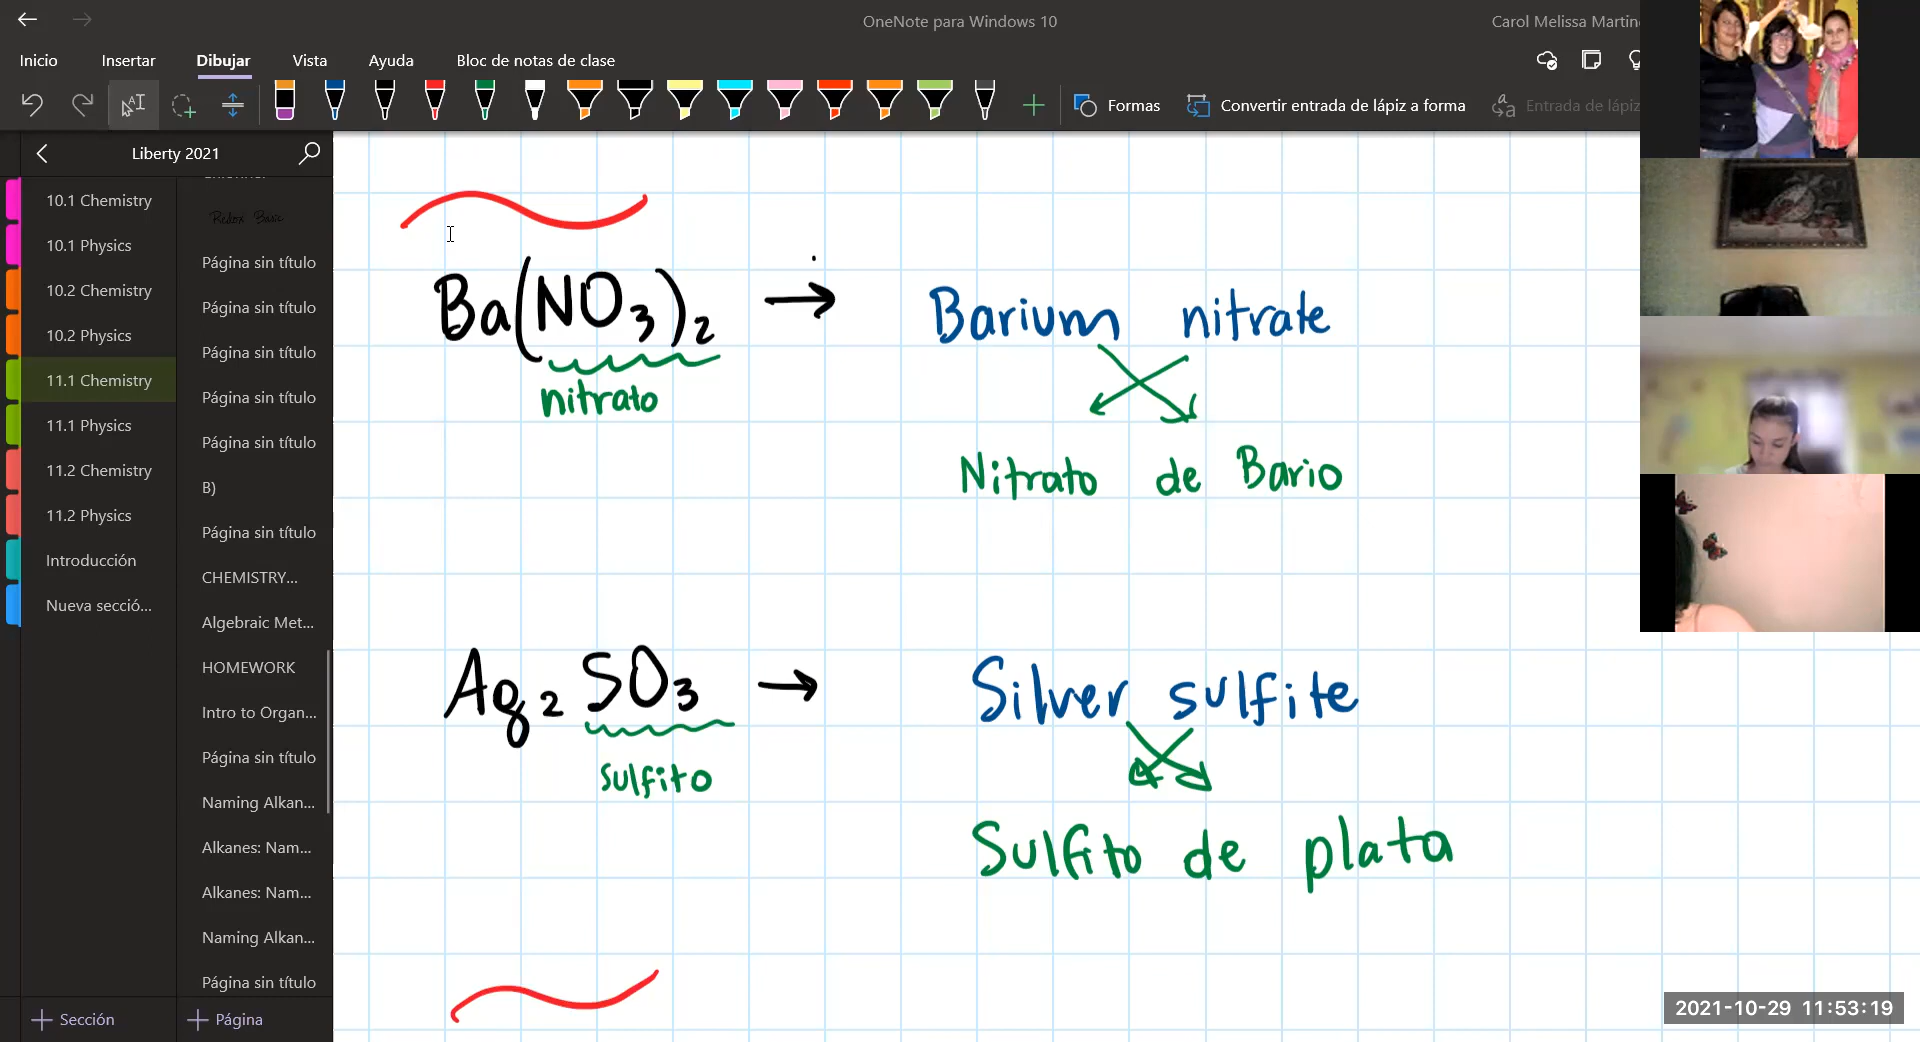 OneNote para Windows 10
Carol Melissa Martin
Inicio Insertar Dibujar Vista Ayuda Bloc de notas de clase
Formas Convertir entrada de lápiz a forma Entrada de lápiz
Liberty 2021
10.1 Chemistry
10.1 Physics
10.2 Chemistry
10.2 Physics
11.1 Chemistry
11.1 Physics
11.2 Chemistry
11.2 Physics
Introducción
Nueva secció...
Sección
Redox Basic
Página sin título
Página sin título
Página sin título
Página sin título
Página sin título
B)
Página sin título
CHEMISTRY...
Algebraic Met...
HOMEWORK
Intro to Organ...
Página sin título
Naming Alkan...
Alkanes: Nam...
Alkanes: Nam...
Naming Alkan...
Página sin título
Página
Ba(NO₃)₂ → Barium nitrate
nitrato
Nitrato de Bario
Ag₂SO₃ → Silver sulfite
sulfito
Sulfito de plata
2021-10-29 11:53:19